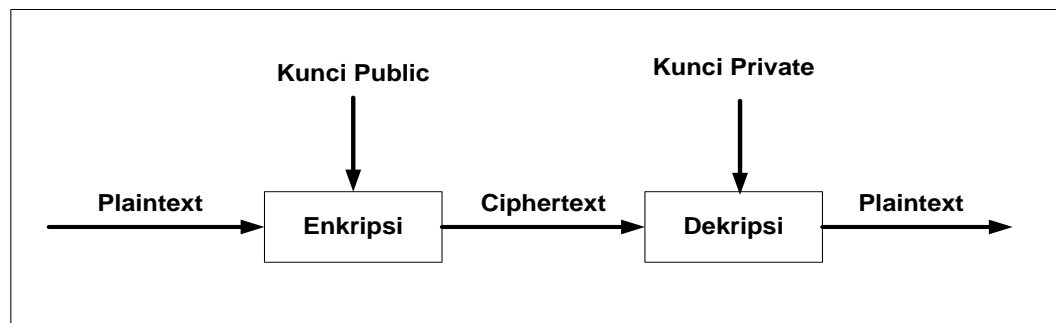 Kunci Public
Kunci Private
Plaintext
Enkripsi
Ciphertext
Dekripsi
Plaintext